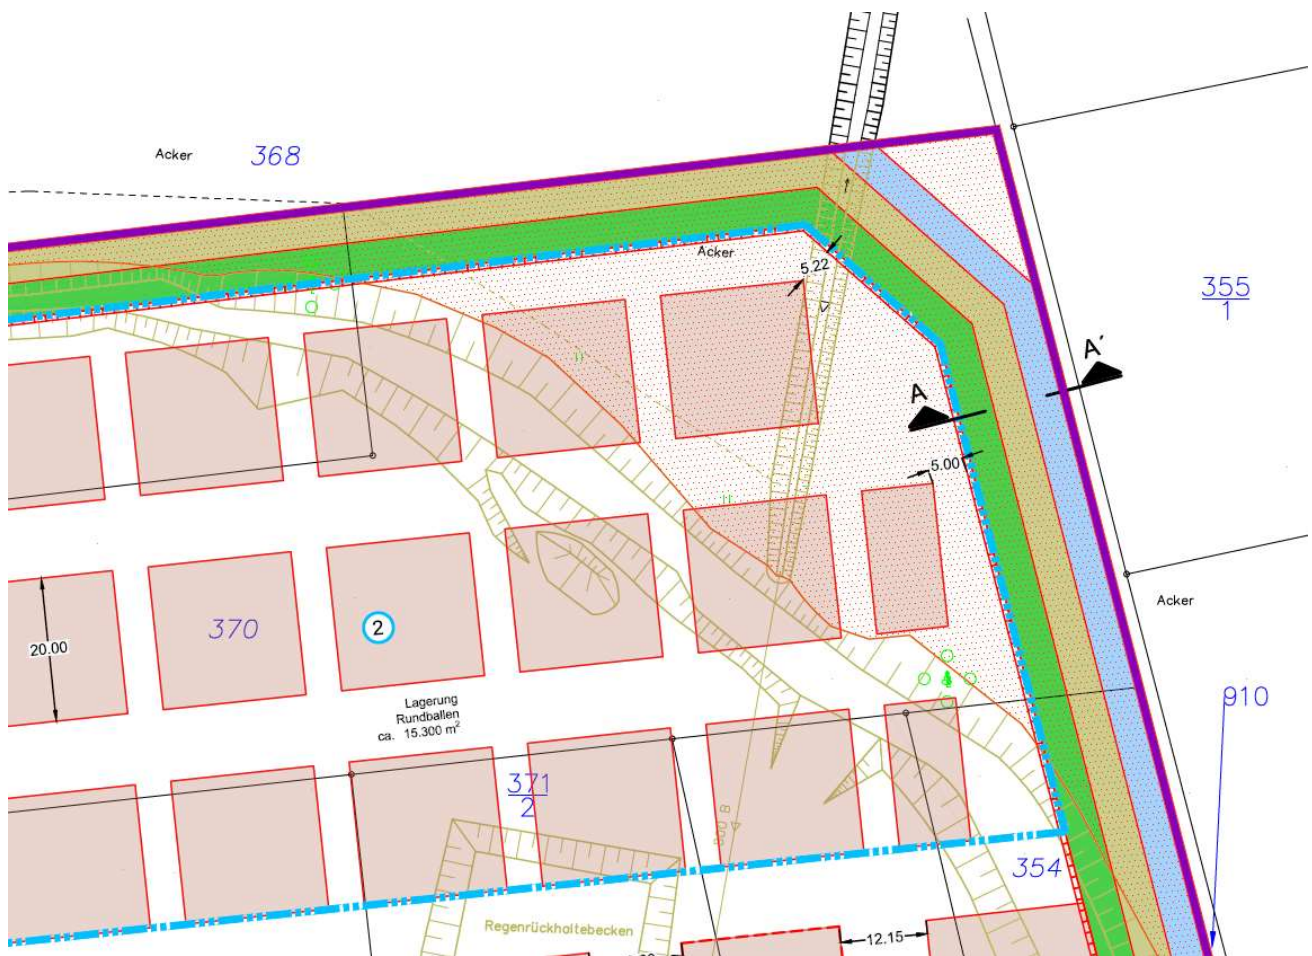 Acker
368
Acker
5.22
355
1
A´
A
5.00
Acker
20.00
370
2
Lagerung
Rundballen
ca. 15.300 m²
910
371
2
354
Regenrückholtebecken
12.15